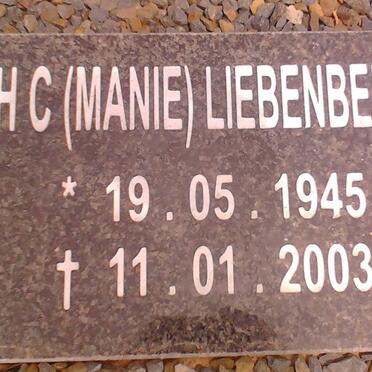 H C (MANIE) LIEBENBE
* 19 . 05 . 1945
† 11 . 01 . 2003